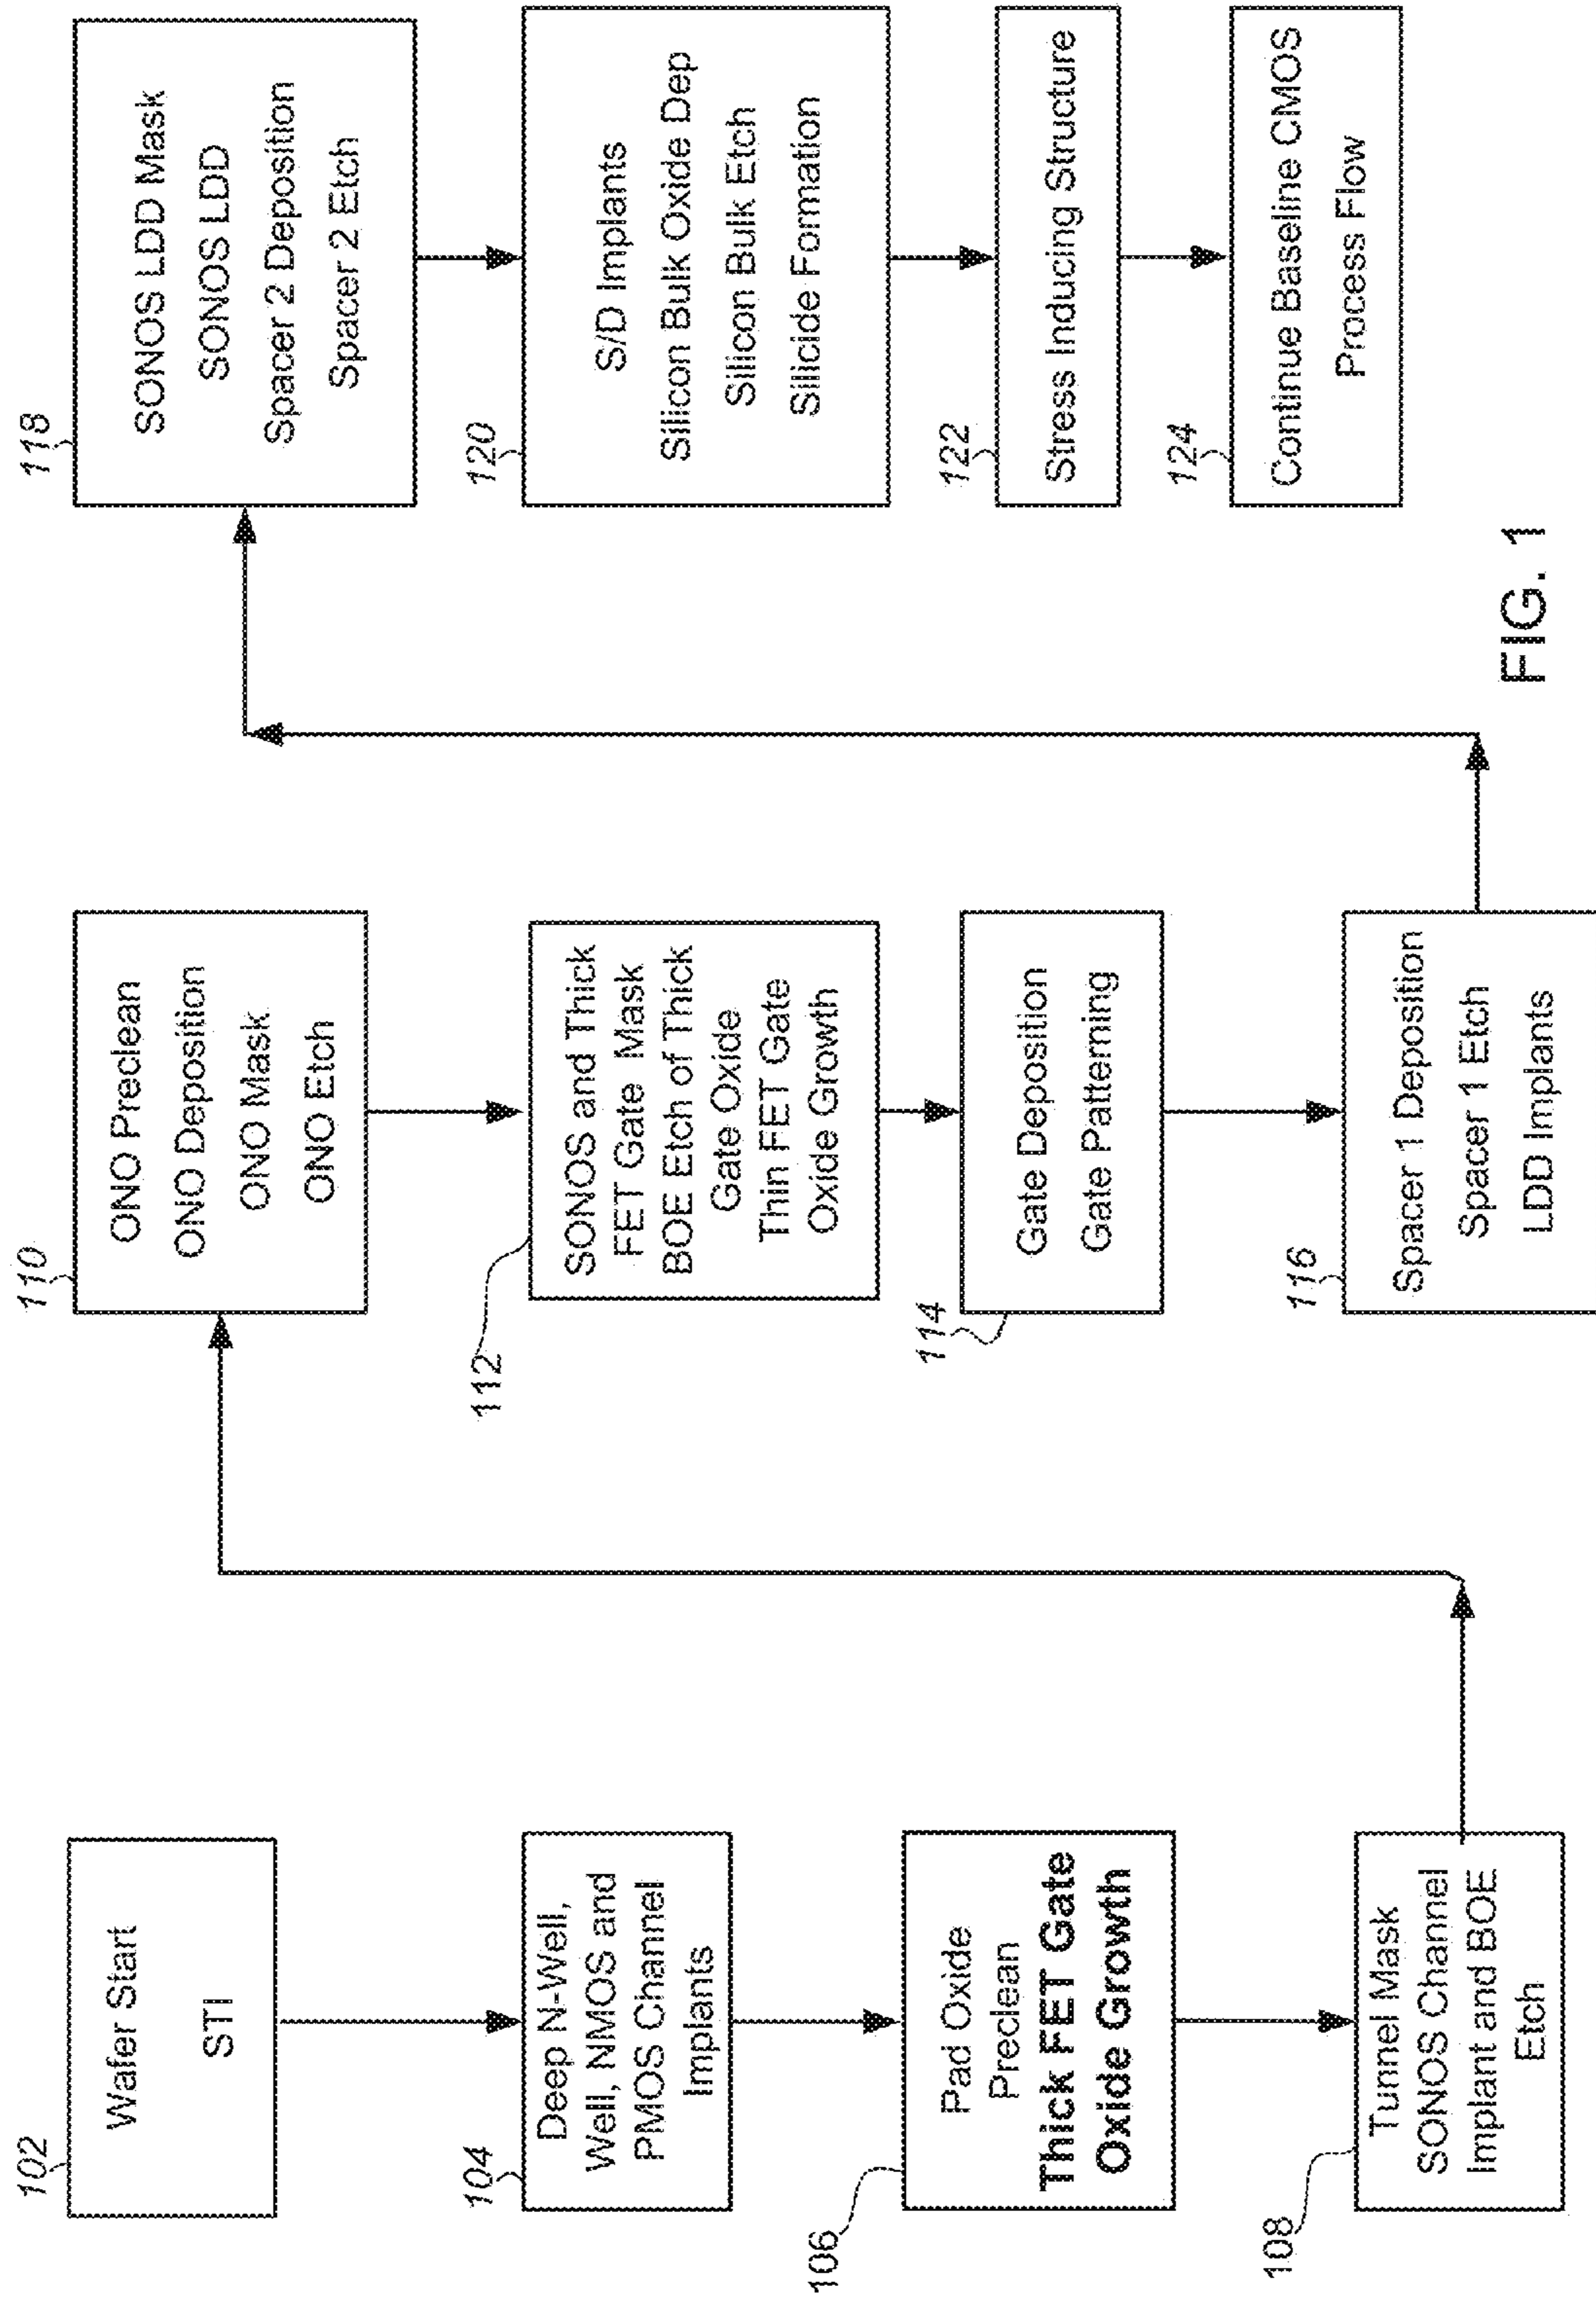 102
Wafer Start
STI
104
Deep N-Well,
Well, NMOS and
PMOS Channel
Implants
106
Pad Oxide
Preclean
Thick FET Gate
Oxide Growth
108
Tunnel Mask
SONOS Channel
Implant and BOE
Etch
110
ONO Preclean
ONO Deposition
ONO Mask
ONO Etch
112
SONOS and Thick
FET Gate Mask
BOE Etch of Thick
Gate Oxide
Thin FET Gate
Oxide Growth
114
Gate Deposition
Gate Patterning
116
Spacer 1 Deposition
Spacer 1 Etch
LDD Implants
118
SONOS LDD Mask
SONOS LDD
Spacer 2 Deposition
Spacer 2 Etch
120
S/D Implants
Silicon Bulk Oxide Dep
Silicon Bulk Etch
Silicide Formation
122
Stress Inducing Structure
124
Continue Baseline CMOS
Process Flow
FIG. 1